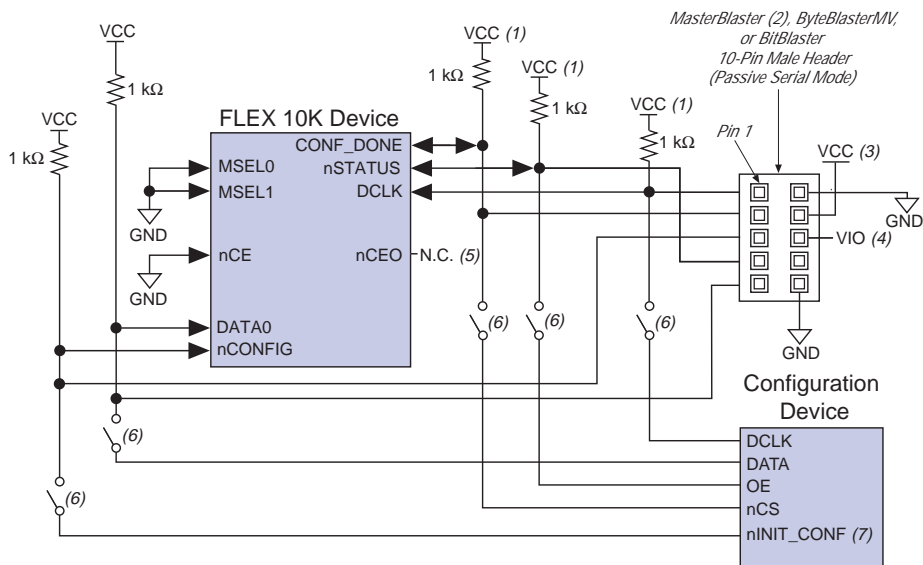 MasterBlaster (2), ByteBlasterMV,
or BitBlaster
10-Pin Male Header
(Passive Serial Mode)
VCC
VCC (1)
1 kΩ
VCC (1)
1 kΩ
1 kΩ
VCC (1)
1 kΩ
VCC
1 kΩ
FLEX 10K Device
Pin 1
VCC (3)
CONF_DONE
MSEL0
nSTATUS
MSEL1
DCLK
GND
GND
nCE
nCEO
N.C. (5)
VIO (4)
GND
DATA0
(6)
(6)
(6)
nCONFIG
GND
Configuration
Device
(6)
DCLK
DATA
(6)
OE
nCS
nINIT_CONF (7)